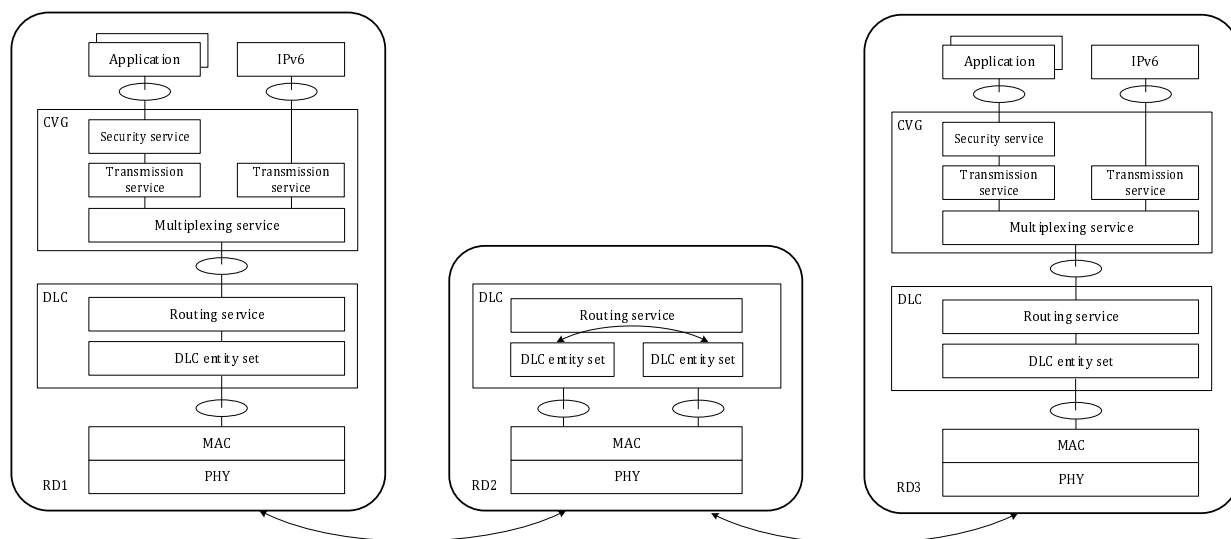 Application
IPv6
CVG
Security service
Transmission
service
Transmission
service
Multiplexing service
DLC
Routing service
DLC entity set
MAC
PHY
RD1
DLC
Routing service
DLC entity set
DLC entity set
MAC
PHY
RD2
Application
IPv6
CVG
Security service
Transmission
service
Transmission
service
Multiplexing service
DLC
Routing service
DLC entity set
MAC
PHY
RD3